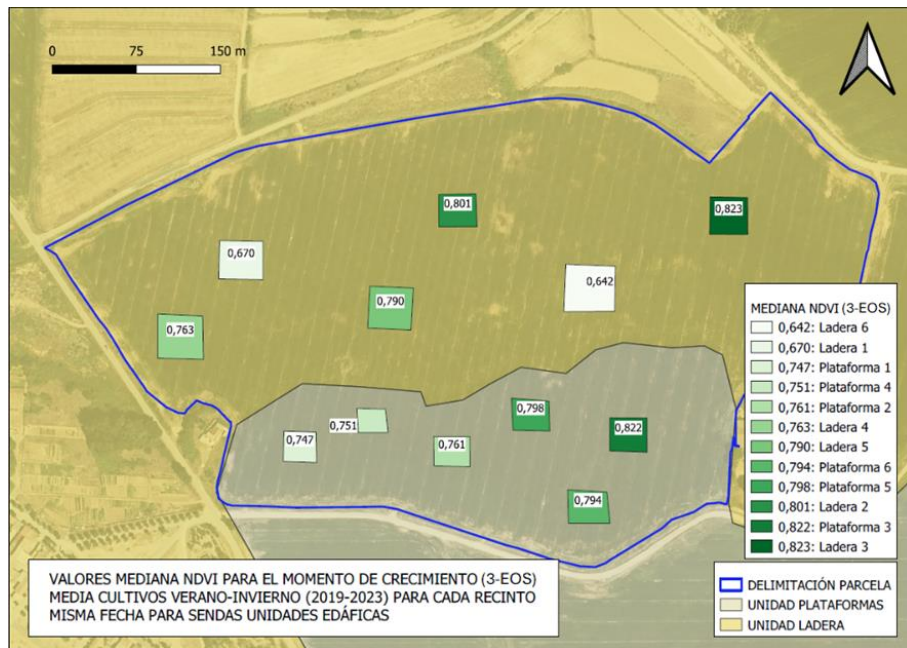 0 75 150 m
0,801
0,823
0,670
0,642
0,790
0,763
0,798
0,751
0,822
0,747
0,761
0,794
MEDIANA NDVI (3-EOS)
0,642: Ladera 6
0,670: Ladera 1
0,747: Plataforma 1
0,751: Plataforma 4
0,761: Plataforma 2
0,763: Ladera 4
0,790: Ladera 5
0,794: Plataforma 6
0,798: Plataforma 5
0,801: Ladera 2
0,822: Plataforma 3
0,823: Ladera 3
VALORES MEDIANA NDVI PARA EL MOMENTO DE CRECIMIENTO (3-EOS)
MEDIA CULTIVOS VERANO-INVIERNO (2019-2023) PARA CADA RECINTO
MISMA FECHA PARA SENDAS UNIDADES EDÁFICAS
DELIMITACIÓN PARCELA
UNIDAD PLATAFORMAS
UNIDAD LADERA